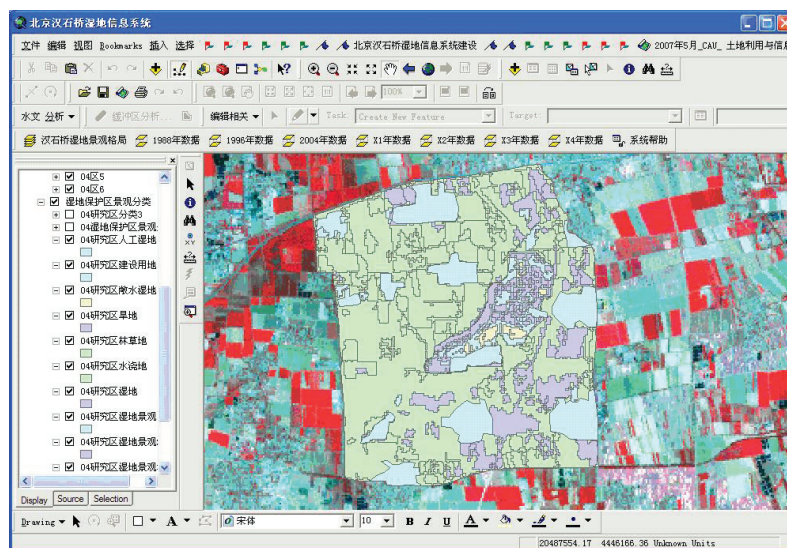 北京汉石桥湿地信息系统
文件 编辑 视图 Bookmarks 插入 选择 北京汉石桥湿地信息系统建设 2007年5月_CAU_ 土地利用与信息
100%
水文 分析 缓冲区分析... 编辑相关 Task: Create New Feature Target:
汉石桥湿地景观格局 1988年数据 1996年数据 2004年数据 X1年数据 X2年数据 X3年数据 X4年数据 系统帮助
04区5
04区6
湿地保护区景观分类
04研究区分类3
04湿地保护区景观
04研究区人工湿地
04研究区建设用地
04研究区敞水湿地
04研究区旱地
04研究区林草地
04研究区水浇地
04研究区湿地
04研究区湿地景观
04研究区湿地景观
04研究区湿地景观
XY
Display Source Selection
Drawing A 宋体 10 B I U A
20487554.17 4446166.36 Unknown Units